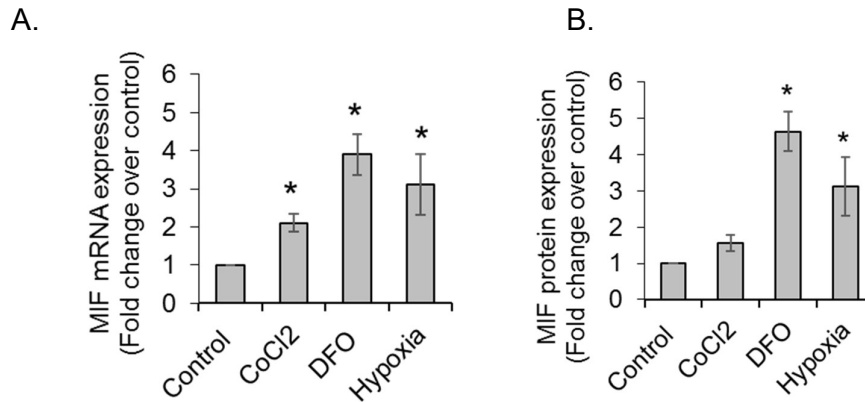 A.
MIF mRNA expression
(Fold change over control)
6
5
4
3
2
1
0
*
*
*
Control
CoCl2
DFO
Hypoxia
B.
MIF protein expression
(Fold change over control)
6
5
4
3
2
1
0
*
*
Control
CoCl2
DFO
Hypoxia